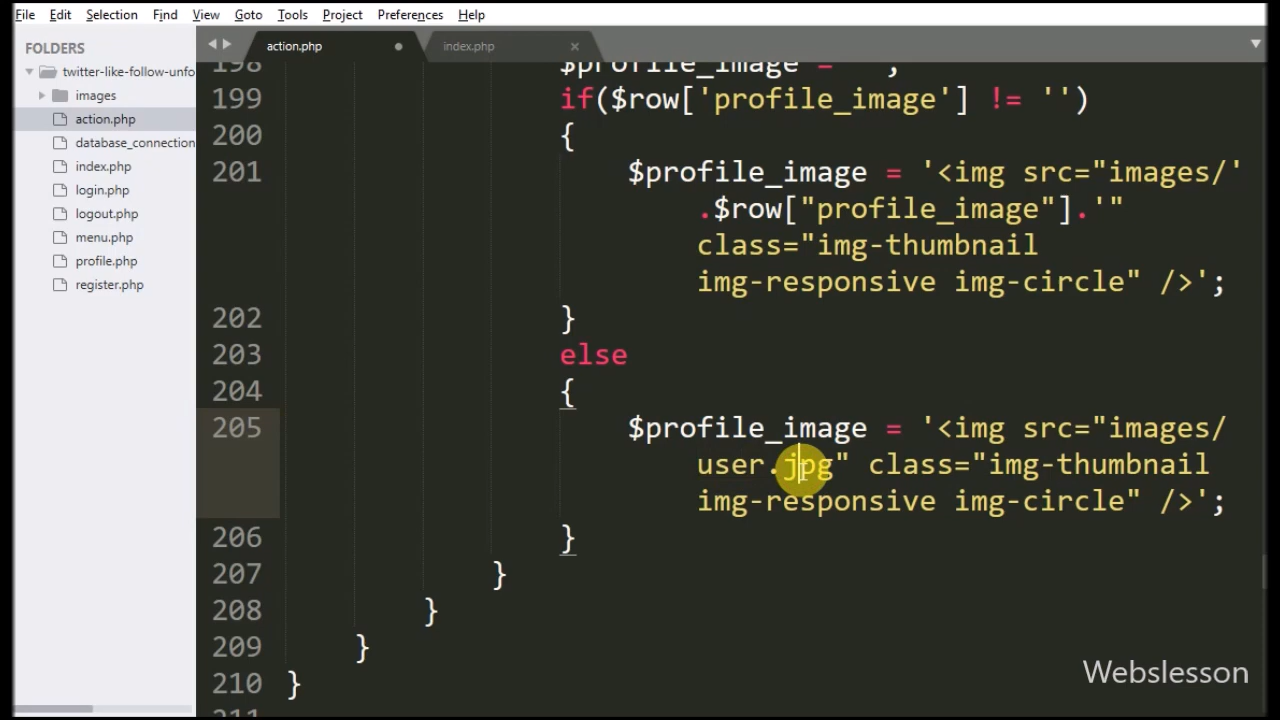 File Edit Selection Find View Goto Tools Project Preferences Help
FOLDERS
twitter-like-follow-unfo
images
action.php
database_connection
index.php
login.php
logout.php
menu.php
profile.php
register.php
action.php
index.php
198 $profile_image = '';
199 if($row['profile_image'] != '')
200 {
201 $profile_image = '<img src="images/'
.$row["profile_image"].'"
class="img-thumbnail
img-responsive img-circle" />';
202 }
203 else
204 {
205 $profile_image = '<img src="images/
user.jpg" class="img-thumbnail
img-responsive img-circle" />';
206 }
207 }
208 }
209 }
210 }
Webslesson